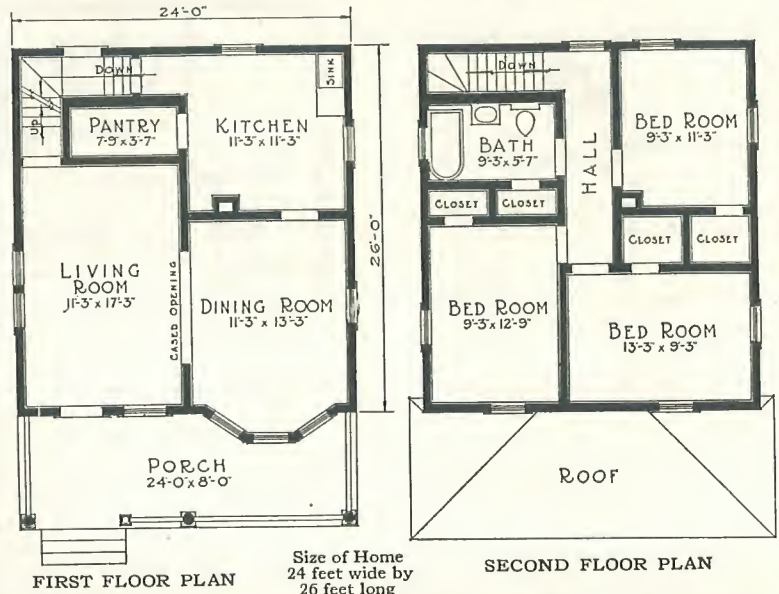 24'-0"
DOWN
UP
SINK
PANTRY
7'-9" x 3'-7"
KITCHEN
11'-3" x 11'-3"
26'-0"
LIVING
ROOM
11'-3" x 17'-3"
CASED OPENING
DINING ROOM
11'-3" x 13'-3"
PORCH
24'-0" x 8'-0"
FIRST FLOOR PLAN
Size of Home
24 feet wide by
26 feet long
DOWN
BED ROOM
9'-3" x 11'-3"
BATH
9'-3" x 5'-7"
HALL
CLOSET
CLOSET
CLOSET
CLOSET
BED ROOM
9'-3" x 12'-9"
BED ROOM
13'-3" x 9'-3"
ROOF
SECOND FLOOR PLAN